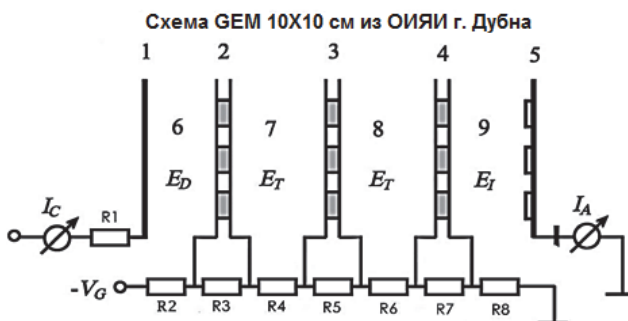 Схема GEM 10X10 см из ОИЯИ г. Дубна
1 2 3 4 5
6 7 8 9
E_D E_T E_T E_I
I_C R1 I_A
-V_G R2 R3 R4 R5 R6 R7 R8